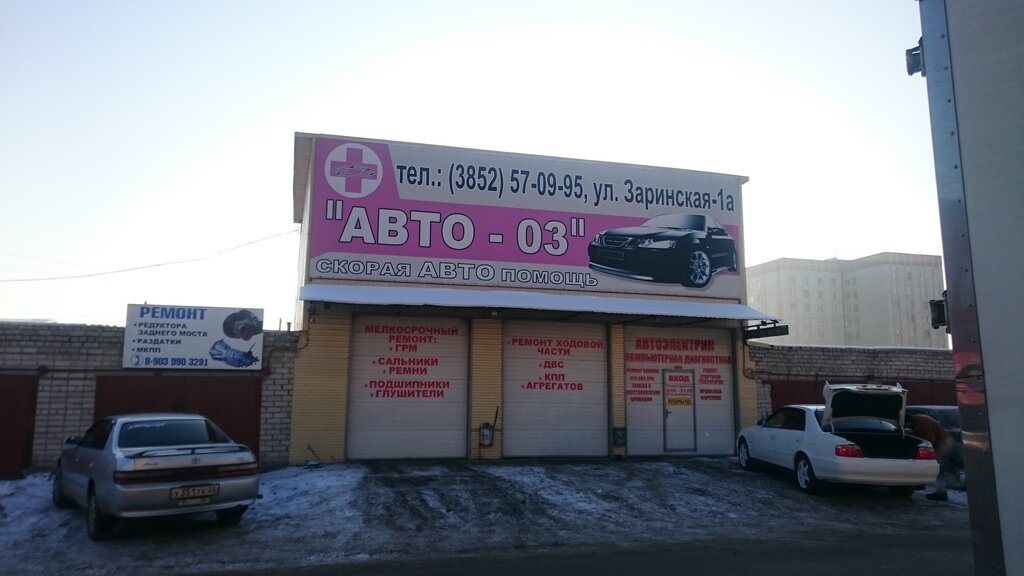 тел.: (3852) 57-09-95, ул. Заринская-1а
"АВТО - 03"
СКОРАЯ АВТО ПОМОЩЬ
РЕМОНТ
• РЕДУКТОРА
ЗАДНЕГО МОСТА
• РАЗДАТКИ
• МКПП
8-903 990 3291
МЕЛКОСРОЧНЫЙ
РЕМОНТ:
• ГРМ
• САЛЬНИКИ
• РЕМНИ
• ПОДШИПНИКИ
• ГЛУШИТЕЛИ
• РЕМОНТ ХОДОВОЙ
ЧАСТИ
• ДВС
• КПП
• АГРЕГАТОВ
АВТОЭЛЕКТРИК
КОМПЬЮТЕРНАЯ ДИАГНОСТИКА
ВХОД
ОТКРЫТО
У351ТК22